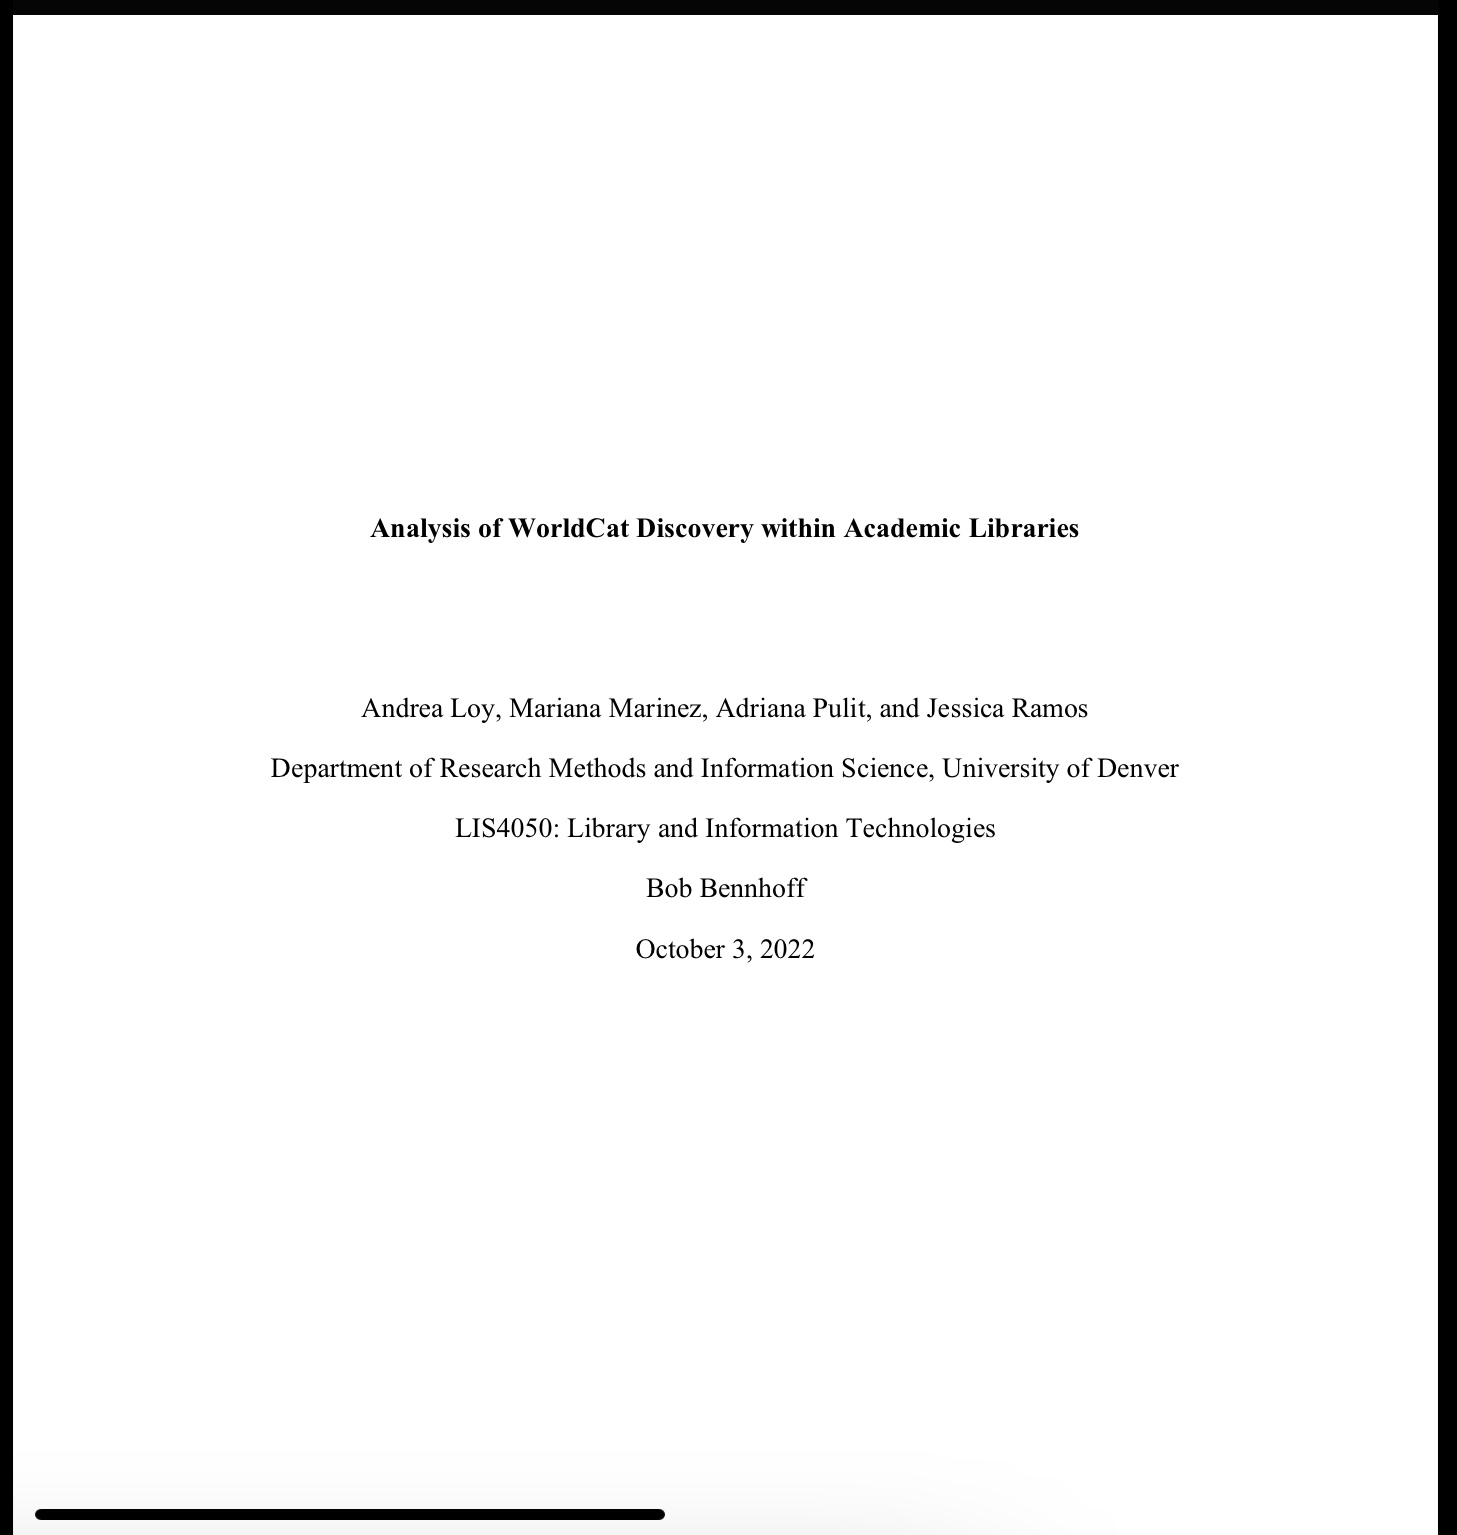 Analysis of WorldCat Discovery within Academic Libraries
Andrea Loy, Mariana Marinez, Adriana Pulit, and Jessica Ramos
Department of Research Methods and Information Science, University of Denver
LIS4050: Library and Information Technologies
Bob Bennhoff
October 3, 2022